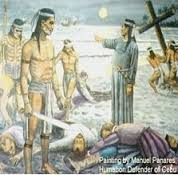 Painting by Manuel Panares,
Humabon Defender of Cebu